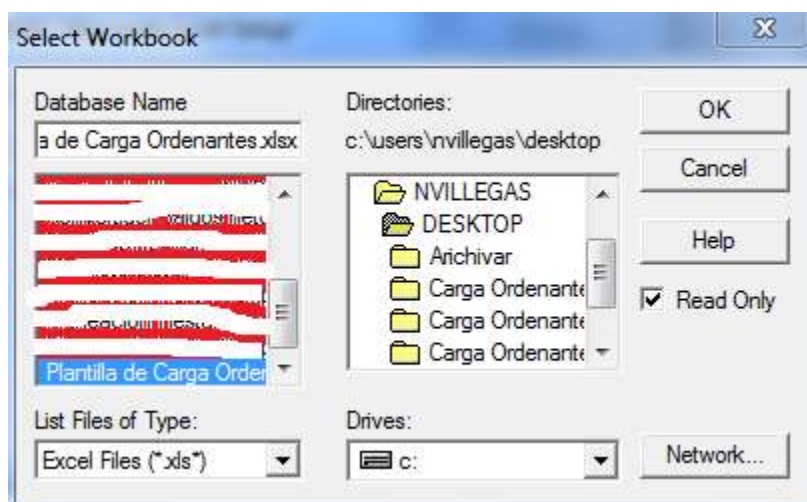 Select Workbook
Database Name
a de Carga Ordenantes.xlsx
Plantilla de Carga Order
List Files of Type:
Excel Files (*.xls*)
Directories:
c:\users\nvillegas\desktop
NVILLEGAS
DESKTOP
Arichivar
Carga Ordenante
Carga Ordenante
Carga Ordenante
Drives:
c:
OK
Cancel
Help
Read Only
Network...